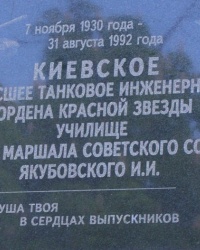 7 ноября 1930 года -
31 августа 1992 года
КИЕВСКОЕ
СШЕЕ ТАНКОВОЕ ИНЖЕНЕРН
ОРДЕНА КРАСНОЙ ЗВЕЗДЫ
УЧИЛИЩЕ
МАРШАЛА СОВЕТСКОГО СО
ЯКУБОВСКОГО И.И.
УША ТВОЯ
В СЕРДЦАХ ВЫПУСКНИКОВ